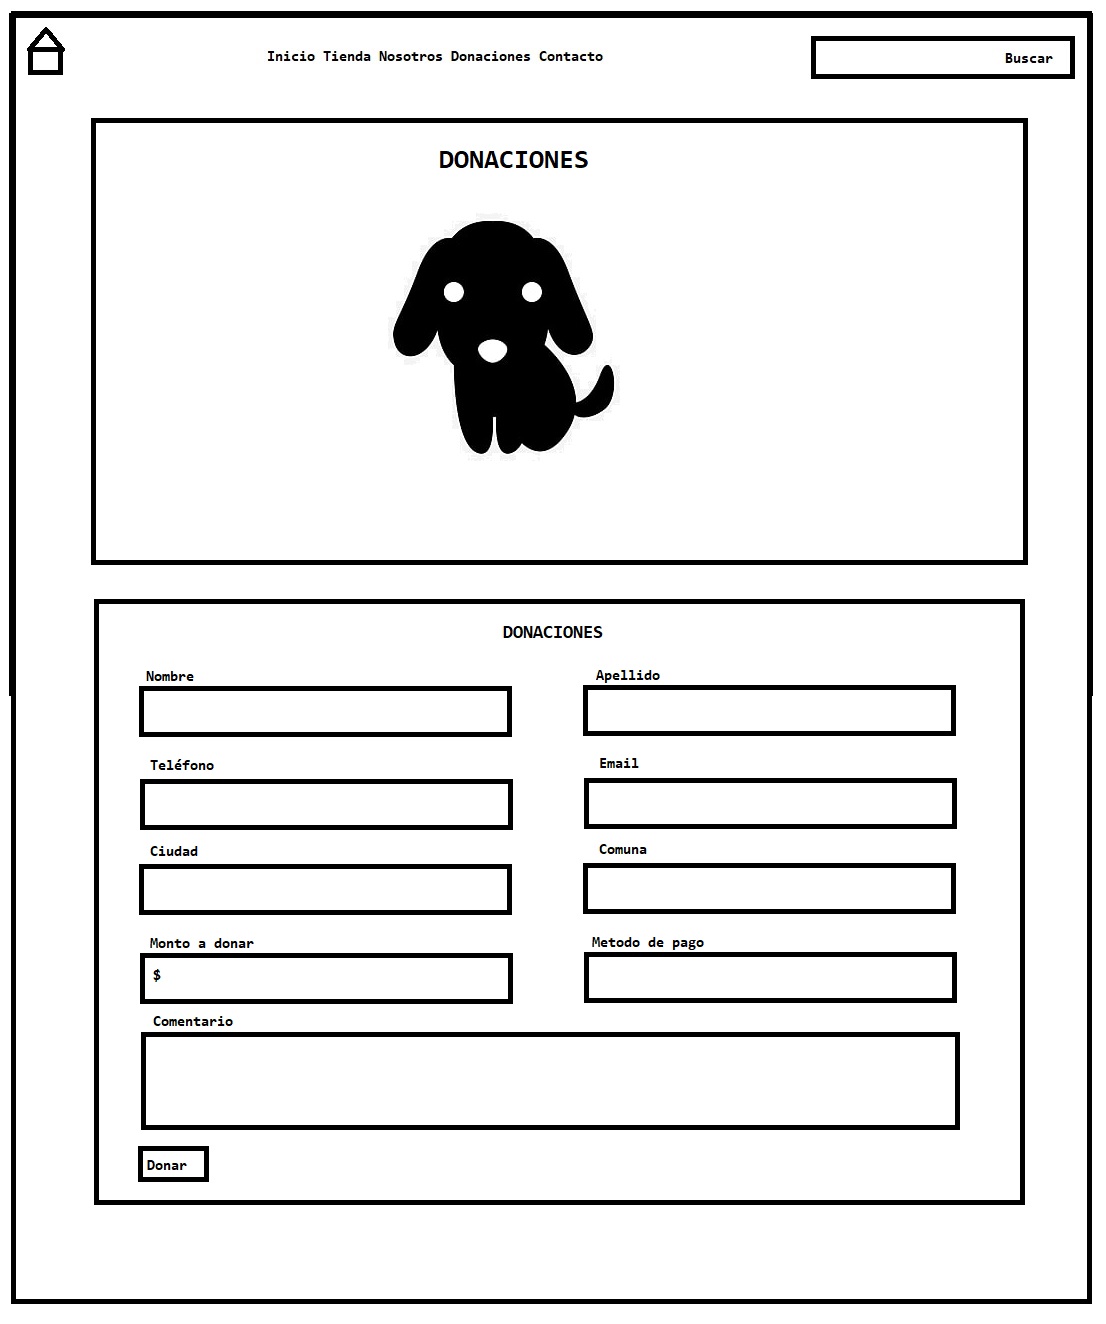 Inicio Tienda Nosotros Donaciones Contacto
Buscar
DONACIONES
DONACIONES
Nombre
Apellido
Teléfono
Email
Ciudad
Comuna
Monto a donar
Metodo de pago
$
Comentario
Donar